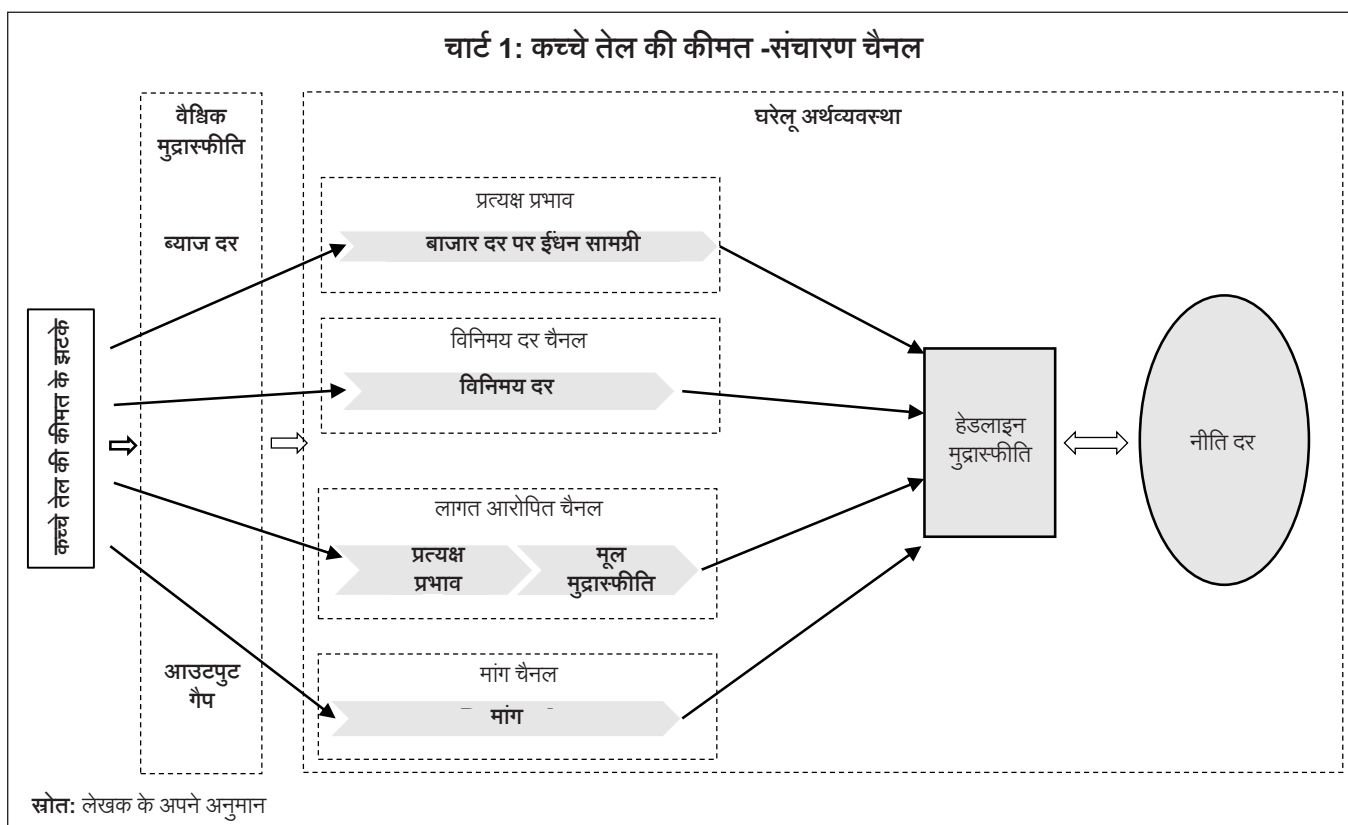 चार्ट 1: कच्चे तेल की कीमत -संचारण चैनल
वैश्विक
मुद्रास्फीति
ब्याज दर
आउटपुट
गैप
घरेलू अर्थव्यवस्था
कच्चे तेल की कीमत के झटके
प्रत्यक्ष प्रभाव
बाजार दर पर ईंधन सामग्री
विनिमय दर चैनल
विनिमय दर
लागत आरोपित चैनल
प्रत्यक्ष
प्रभाव
मूल
मुद्रास्फीति
मांग चैनल
मांग
हेडलाइन
मुद्रास्फीति
नीति दर
स्रोत: लेखक के अपने अनुमान